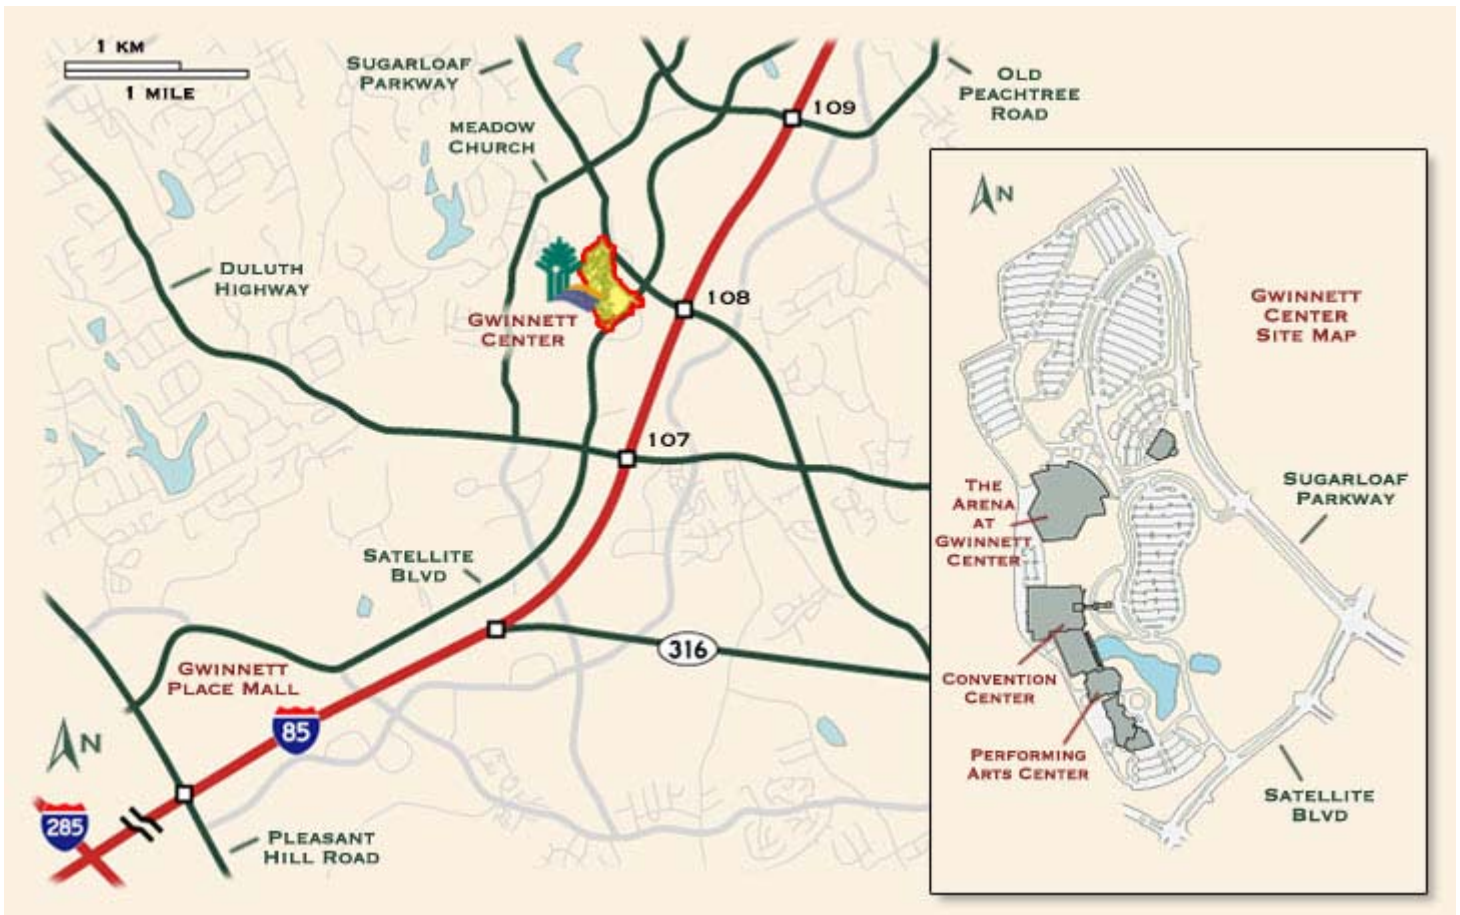 1 KM
1 MILE
SUGARLOAF
PARKWAY
MEADOW
CHURCH
109
OLD
PEACHTREE
ROAD
DULUTH
HIGHWAY
GWINNETT
CENTER
108
107
SATELLITE
BLVD
316
GWINNETT
PLACE MALL
85
N
285
PLEASANT
HILL ROAD
N
GWINNETT
CENTER
SITE MAP
THE
ARENA
AT
GWINNETT
CENTER
SUGARLOAF
PARKWAY
CONVENTION
CENTER
PERFORMING
ARTS CENTER
SATELLITE
BLVD